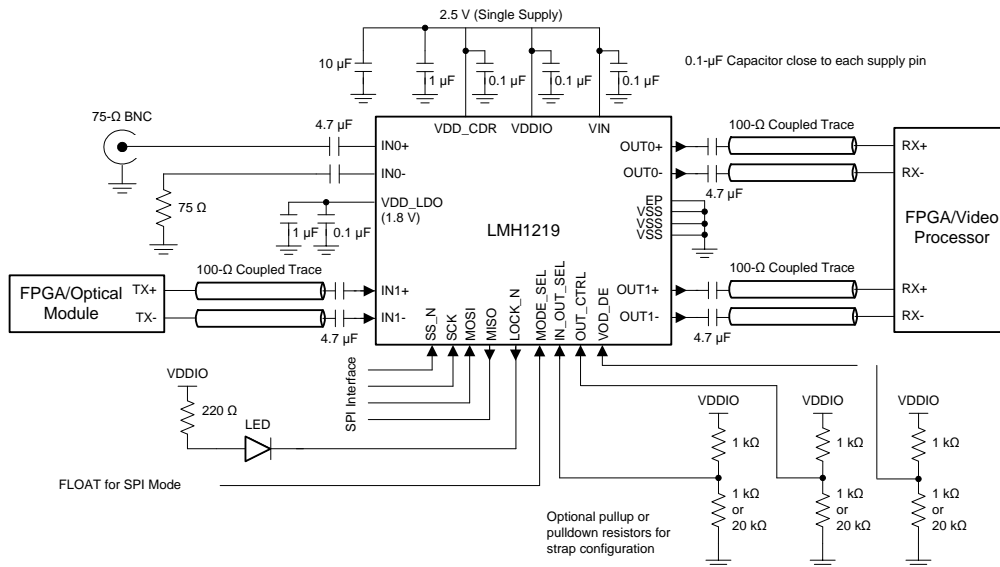 2.5 V (Single Supply)
10 µF
1 µF
0.1 µF
0.1 µF
0.1 µF
0.1-µF Capacitor close to each supply pin
75-Ω BNC
4.7 µF
VDD_CDR
VDDIO
VIN
100-Ω Coupled Trace
IN0+
OUT0+
RX+
IN0-
OUT0-
RX-
4.7 µF
75 Ω
VDD_LDO
(1.8 V)
EP
VSS
VSS
VSS
LMH1219
FPGA/Video
Processor
1 µF
0.1 µF
100-Ω Coupled Trace
100-Ω Coupled Trace
FPGA/Optical
Module
TX+
TX-
IN1+
IN1-
4.7 µF
OUT1+
OUT1-
RX+
RX-
4.7 µF
SS_N
SCK
MOSI
MISO
LOCK_N
MODE_SEL
IN_OUT_SEL
OUT_CTRL
VOD_DE
SPI Interface
VDDIO
220 Ω
LED
VDDIO
VDDIO
VDDIO
1 kΩ
1 kΩ
1 kΩ
FLOAT for SPI Mode
1 kΩ
or
20 kΩ
1 kΩ
or
20 kΩ
1 kΩ
or
20 kΩ
Optional pullup or
pulldown resistors for
strap configuration